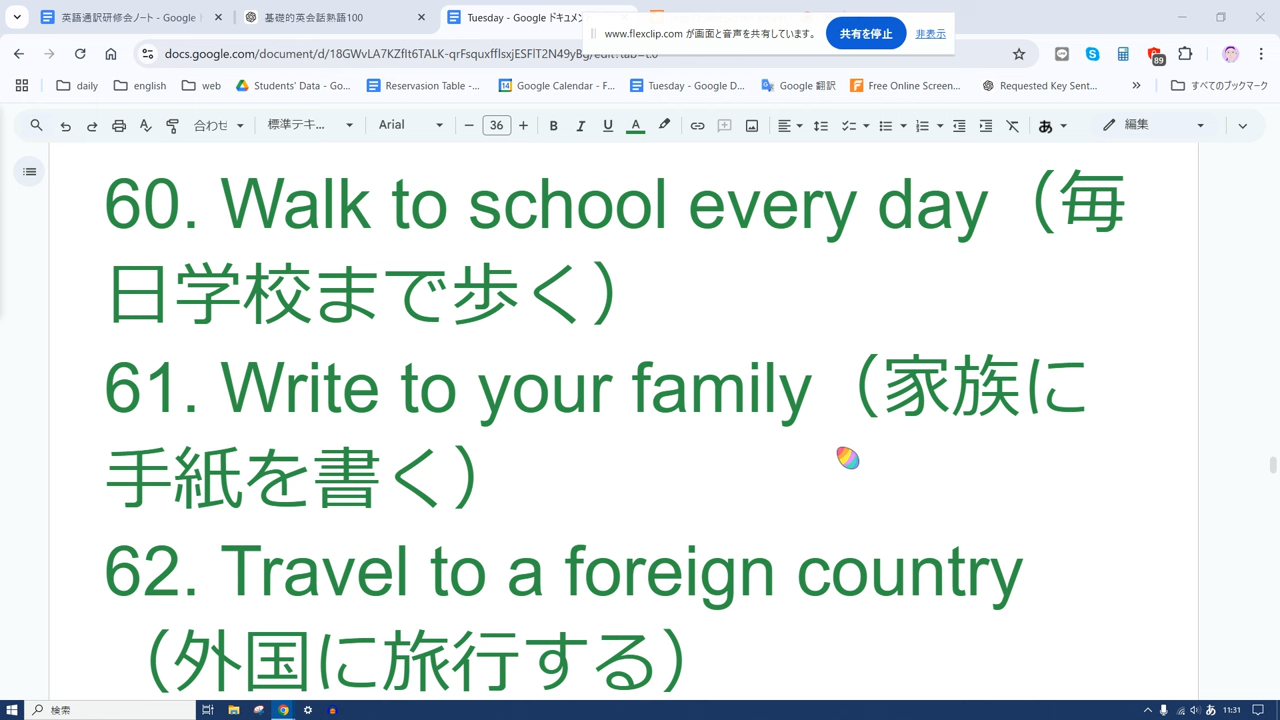 英語通訳研修会ノート - Google
基礎的英会話熟語100
Tuesday - Google ドキュメン
www.flexclip.com が画面と音声を共有しています。
共有を停止
非表示
89
daily
english
web
Students' Data - Go...
Reservasion Table -...
Google Calendar - F...
Tuesday - Google D...
Google 翻訳
Free Online Screen...
Requested Key Sent...
すべてのブックマーク
合わせ
標準テキ...
Arial
36
編集
60. Walk to school every day（毎
日学校まで歩く）
61. Write to your family（家族に
手紙を書く）
62. Travel to a foreign country
（外国に旅行する）
検索
あ
11:31